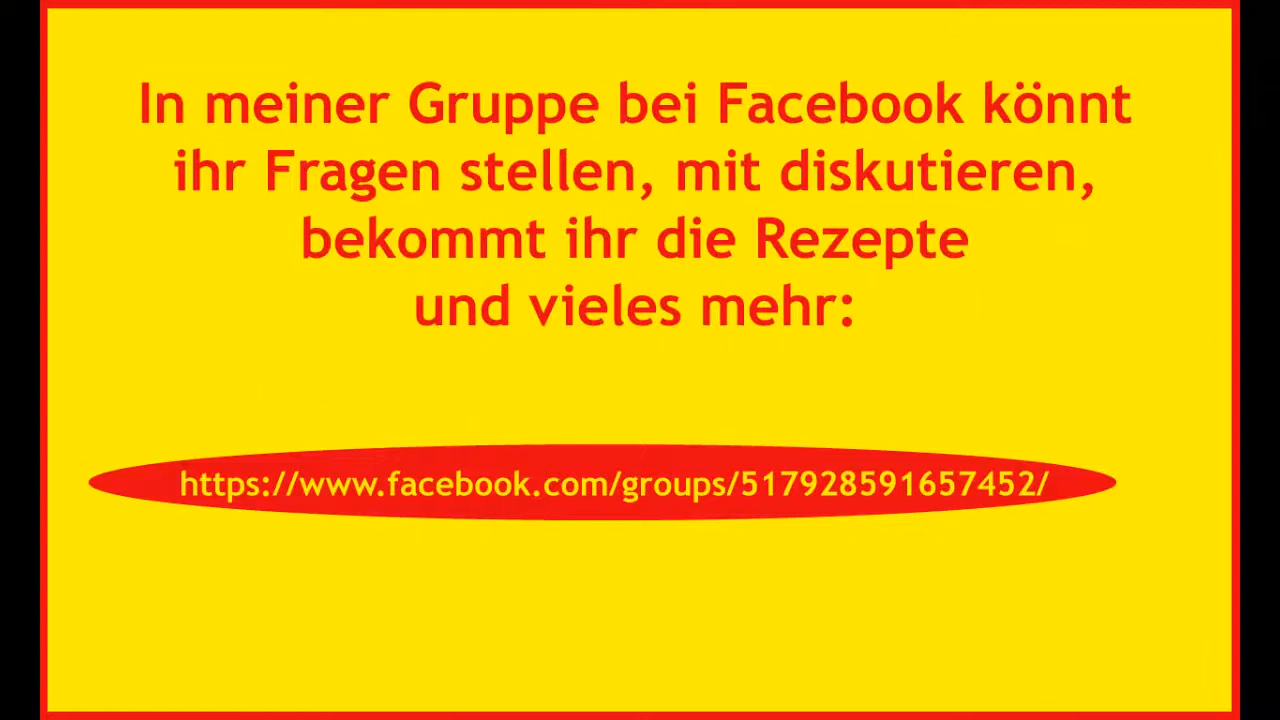 In meiner Gruppe bei Facebook könnt
ihr Fragen stellen, mit diskutieren,
bekommt ihr die Rezepte
und vieles mehr:
https://www.facebook.com/groups/517928591657452/